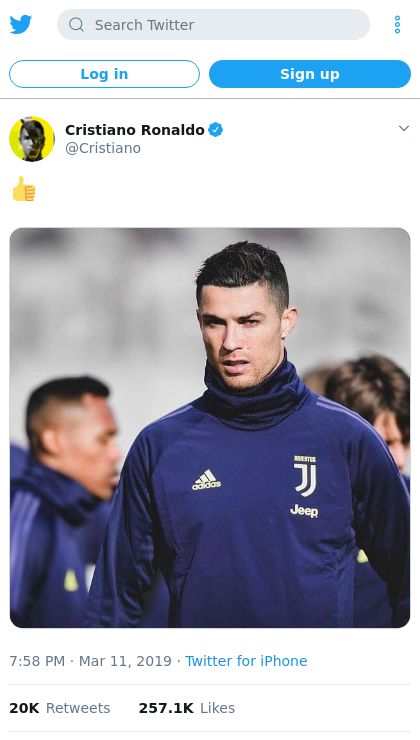 Search Twitter
Log in
Sign up
Cristiano Ronaldo
@Cristiano
adidas
JUVENTUS
Jeep
7:58 PM · Mar 11, 2019 · Twitter for iPhone
20K Retweets 257.1K Likes